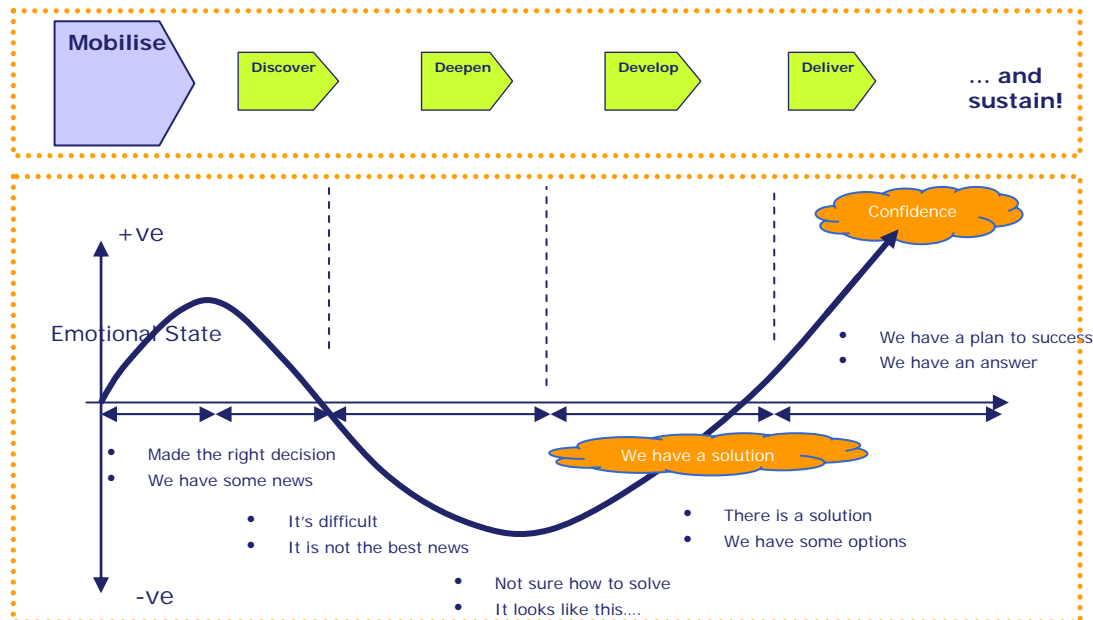 Mobilise
Discover
Deepen
Develop
Deliver
... and
sustain!
Confidence
+ve
Emotional State
• We have a plan to success
• We have an answer
• Made the right decision
• We have some news
We have a solution
• It's difficult
• It is not the best news
• There is a solution
• We have some options
• Not sure how to solve
• It looks like this....
-ve